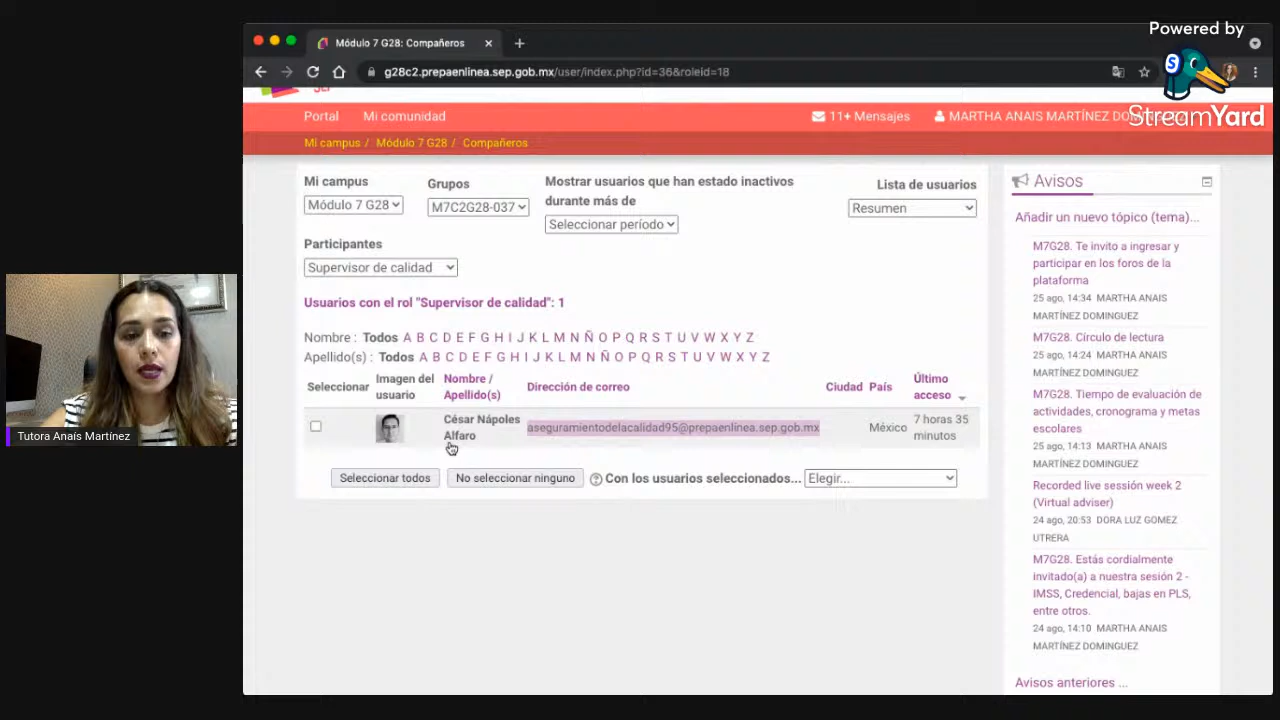 Powered by
StreamYard
Módulo 7 G28: Compañeros
g28c2.prepaenlinea.sep.gob.mx/user/index.php?id=36&roleid=18
Portal
Mi comunidad
11+ Mensajes
MARTHA ANAIS MARTÍNEZ DOMINGUEZ
Mi campus / Módulo 7 G28 / Compañeros
Mi campus
Módulo 7 G28
Grupos
M7C2G28-037
Mostrar usuarios que han estado inactivos
durante más de
Seleccionar período
Lista de usuarios
Resumen
Participantes
Supervisor de calidad
Usuarios con el rol "Supervisor de calidad": 1
Nombre : Todos A B C D E F G H I J K L M N Ñ O P Q R S T U V W X Y Z
Apellido(s) : Todos A B C D E F G H I J K L M N Ñ O P Q R S T U V W X Y Z
Seleccionar
Imagen del
usuario
Nombre /
Apellido(s)
Dirección de correo
Ciudad
País
Último
acceso
César Nápoles
Alfaro
aseguramientodelacalidad95@prepaenlinea.sep.gob.mx
México
7 horas 35
minutos
Seleccionar todos
No seleccionar ninguno
Con los usuarios seleccionados...
Elegir...
Avisos
Añadir un nuevo tópico (tema)...
M7G28. Te invito a ingresar y
participar en los foros de la
plataforma
25 ago, 14:34 MARTHA ANAIS
MARTÍNEZ DOMINGUEZ
M7G28. Círculo de lectura
25 ago, 14:24 MARTHA ANAIS
MARTÍNEZ DOMINGUEZ
M7G28. Tiempo de evaluación de
actividades, cronograma y metas
escolares
25 ago, 14:13 MARTHA ANAIS
MARTÍNEZ DOMINGUEZ
Recorded live sessión week 2
(Virtual adviser)
24 ago, 20:53 DORA LUZ GOMEZ
UTRERA
M7G28. Estás cordialmente
invitado(a) a nuestra sesión 2 -
IMSS, Credencial, bajas en PLS,
entre otros.
24 ago, 14:10 MARTHA ANAIS
MARTÍNEZ DOMINGUEZ
Avisos anteriores ...
Tutora Anaís Martínez